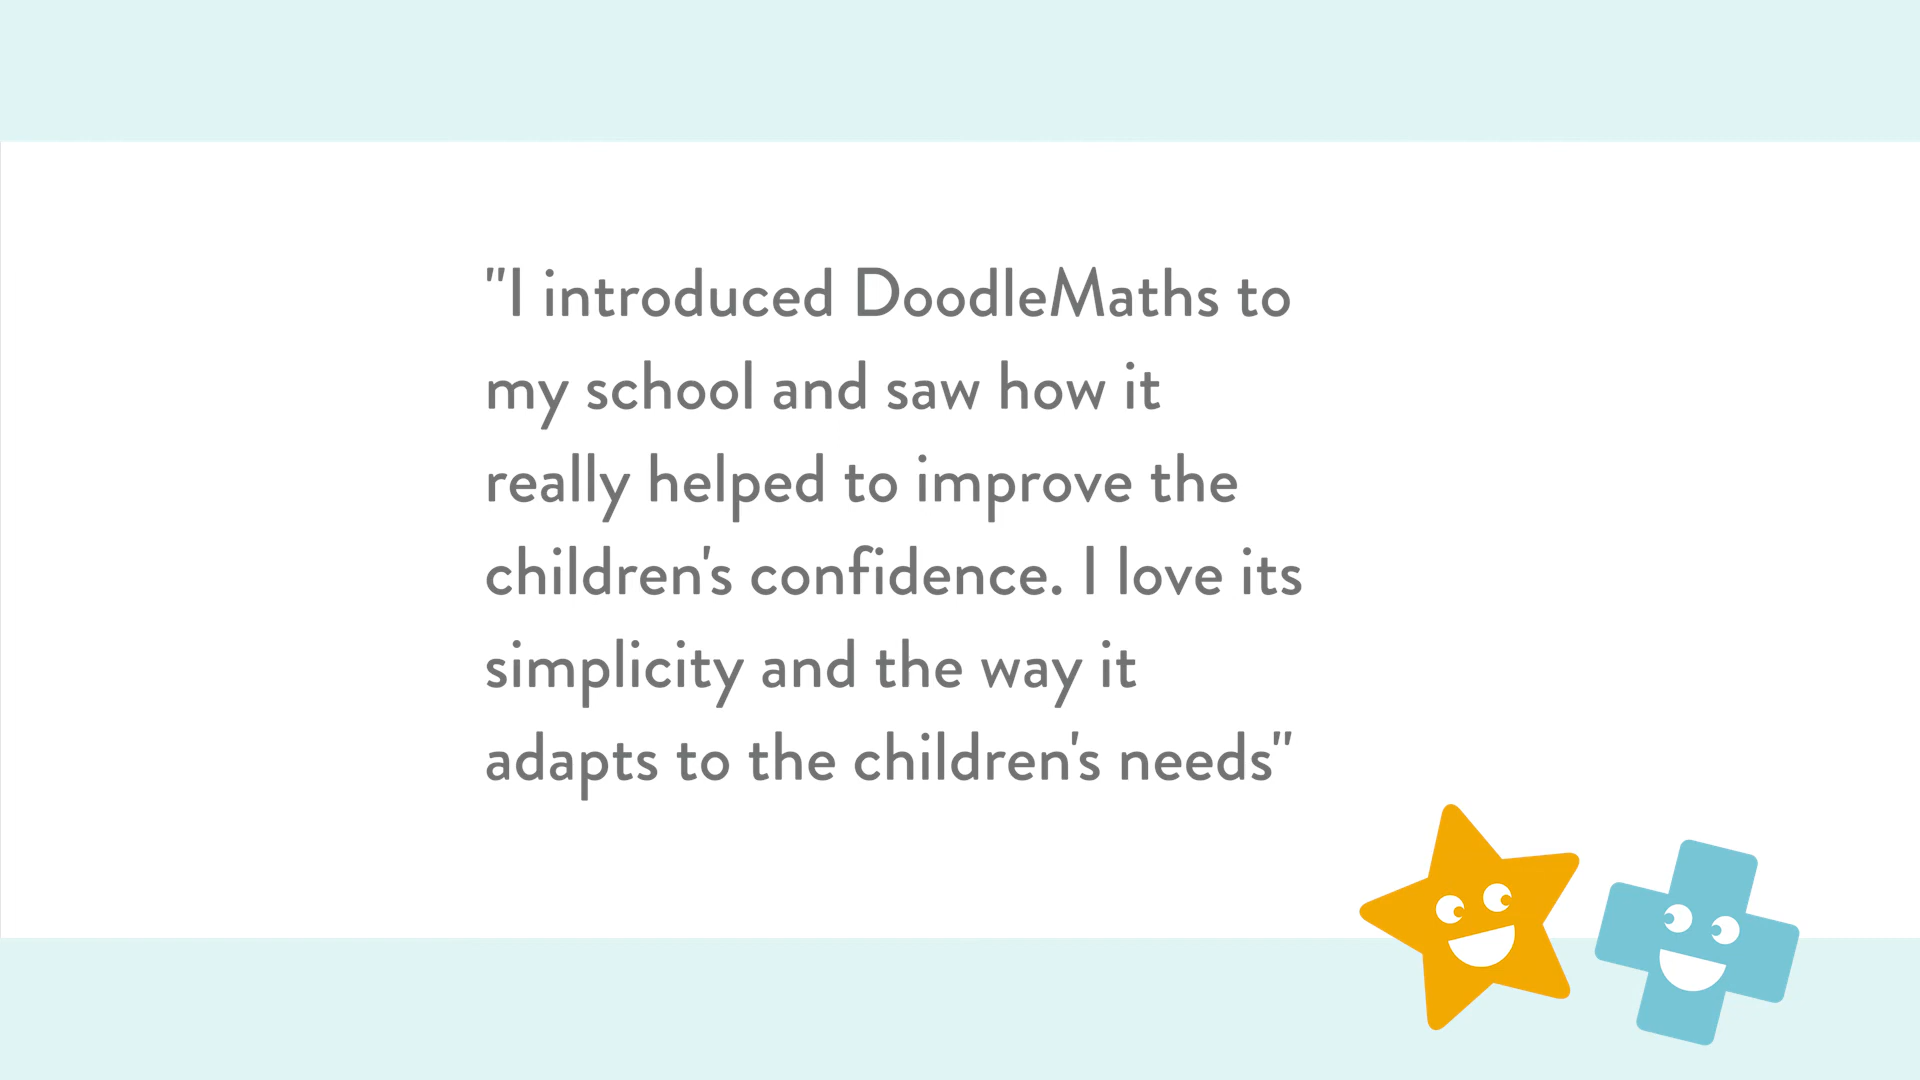 "I introduced DoodleMaths to
my school and saw how it
really helped to improve the
children's confidence. I love its
simplicity and the way it
adapts to the children's needs"